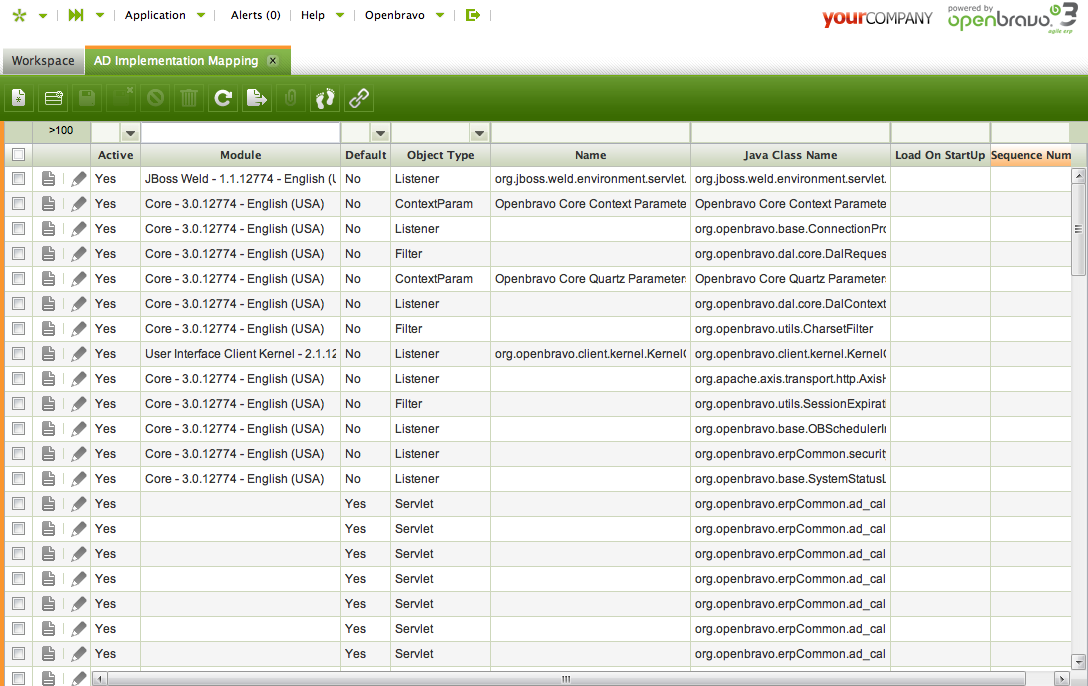 Application Alerts (0) Help Openbravo
yourCOMPANY powered by openbravo 3 agile erp
Workspace AD Implementation Mapping
>100
Active Module Default Object Type Name Java Class Name Load On StartUp Sequence Num
Yes JBoss Weld - 1.1.12774 - English (U No Listener org.jboss.weld.environment.servlet. org.jboss.weld.environment.servlet.
Yes Core - 3.0.12774 - English (USA) No ContextParam Openbravo Core Context Paramete Openbravo Core Context Paramete
Yes Core - 3.0.12774 - English (USA) No Listener org.openbravo.base.ConnectionPro
Yes Core - 3.0.12774 - English (USA) No Filter org.openbravo.dal.core.DalReques
Yes Core - 3.0.12774 - English (USA) No ContextParam Openbravo Core Quartz Parameters Openbravo Core Quartz Parameters
Yes Core - 3.0.12774 - English (USA) No Listener org.openbravo.dal.core.DalContext
Yes Core - 3.0.12774 - English (USA) No Filter org.openbravo.utils.CharsetFilter
Yes User Interface Client Kernel - 2.1.12 No Listener org.openbravo.client.kernel.KernelC org.openbravo.client.kernel.KernelC
Yes Core - 3.0.12774 - English (USA) No Listener org.apache.axis.transport.http.AxisH
Yes Core - 3.0.12774 - English (USA) No Filter org.openbravo.utils.SessionExpirat
Yes Core - 3.0.12774 - English (USA) No Listener org.openbravo.base.OBSchedulerIn
Yes Core - 3.0.12774 - English (USA) No Listener org.openbravo.erpCommon.securit
Yes Core - 3.0.12774 - English (USA) No Listener org.openbravo.base.SystemStatusL
Yes Yes Servlet org.openbravo.erpCommon.ad_cal
Yes Yes Servlet org.openbravo.erpCommon.ad_cal
Yes Yes Servlet org.openbravo.erpCommon.ad_cal
Yes Yes Servlet org.openbravo.erpCommon.ad_cal
Yes Yes Servlet org.openbravo.erpCommon.ad_cal
Yes Yes Servlet org.openbravo.erpCommon.ad_cal
Yes Yes Servlet org.openbravo.erpCommon.ad_cal